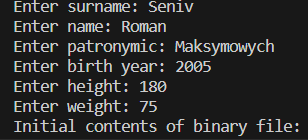 Enter surname: Seniv
Enter name: Roman
Enter patronymic: Maksymowych
Enter birth year: 2005
Enter height: 180
Enter weight: 75
Initial contents of binary file: